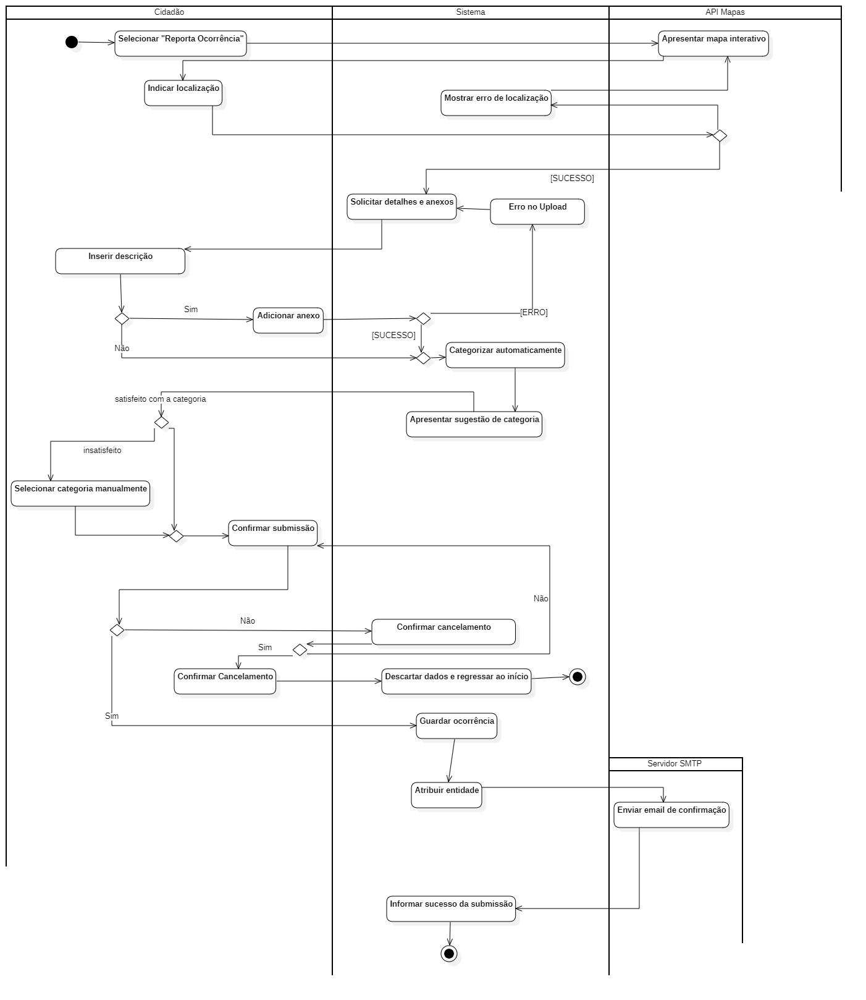 Cidadão
Sistema
API Mapas
Selecionar "Reporta Ocorrência"
Apresentar mapa interativo
Indicar localização
Mostrar erro de localização
[SUCESSO]
Solicitar detalhes e anexos
Erro no Upload
Inserir descrição
Sim
Adicionar anexo
[ERRO]
[SUCESSO]
Não
Categorizar automaticamente
satisfeito com a categoria
Apresentar sugestão de categoria
insatisfeito
Selecionar categoria manualmente
Confirmar submissão
Não
Não
Confirmar cancelamento
Sim
Confirmar Cancelamento
Descartar dados e regressar ao início
Sim
Guardar ocorrência
Servidor SMTP
Atribuir entidade
Enviar email de confirmação
Informar sucesso da submissão